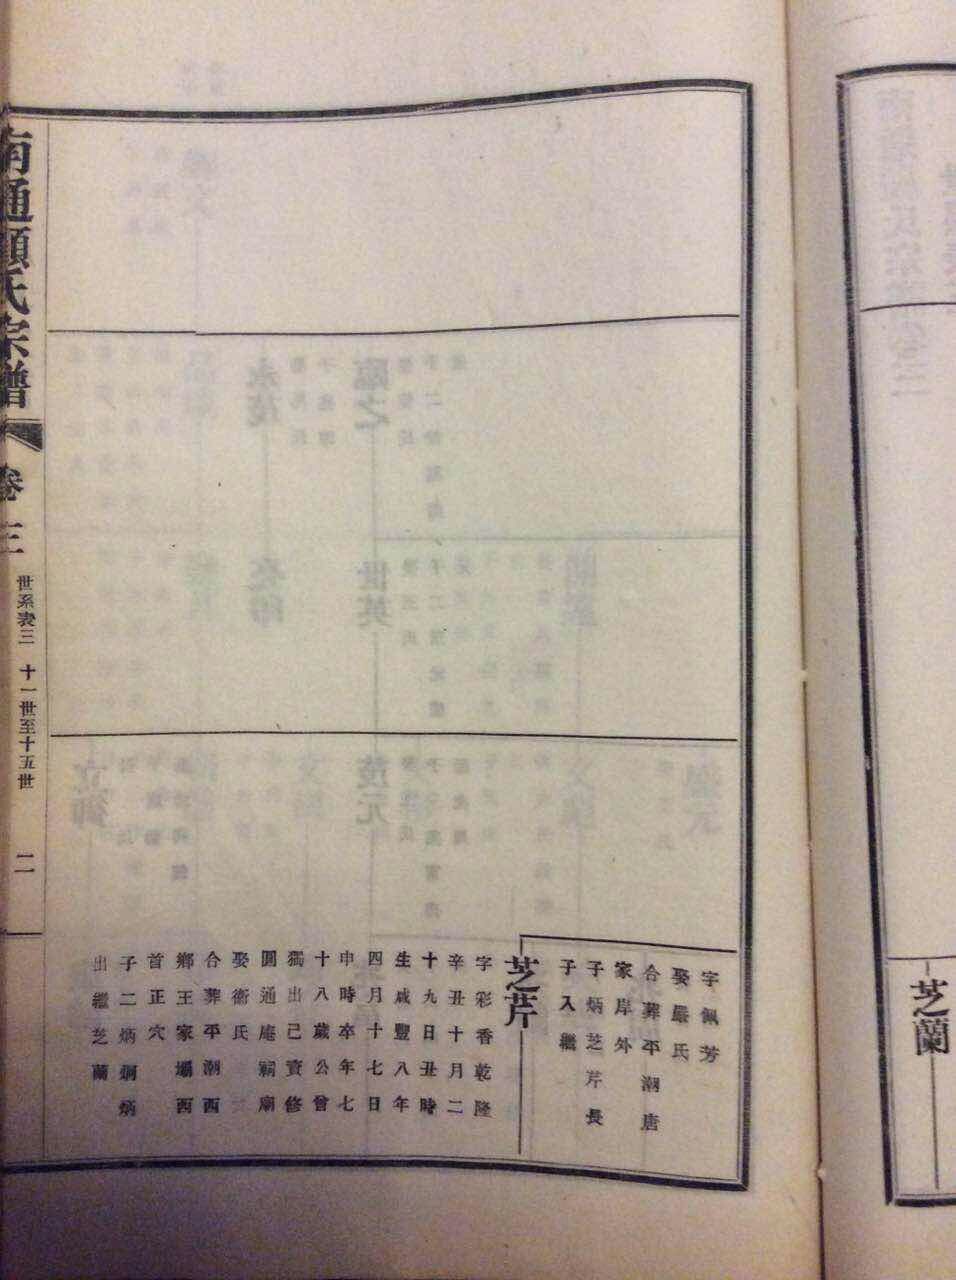 芝蘭
字佩芳
娶嚴氏
合葬平潮唐
家岸外
子炳芝芹長
子入繼
芝芹
字彩香乾隆
辛丑十月二
十九日丑時
生咸豐八年
四月十七日
申時卒年七
十八歲公曾
獨出己資修
圓通庵祠廟
娶衛氏
合葬平潮西
鄉王家壩西
首正穴
子二炳炯炳
出繼芝蘭
南通顧氏宗譜
卷三
世系表三 十一世至十五世
二